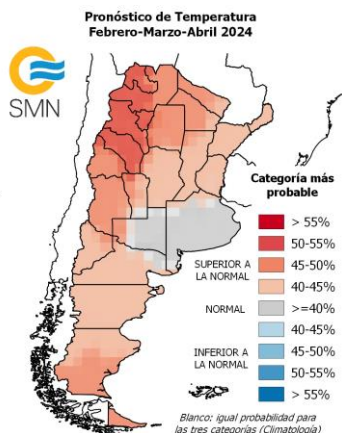 Pronóstico de Temperatura
Febrero-Marzo-Abril 2024
SMN
Categoría más
probable
> 55%
50-55%
SUPERIOR A
LA NORMAL
45-50%
40-45%
NORMAL
>=40%
40-45%
INFERIOR A
LA NORMAL
45-50%
50-55%
> 55%
Blanco: igual probabilidad para
las tres categorías (Climatología)